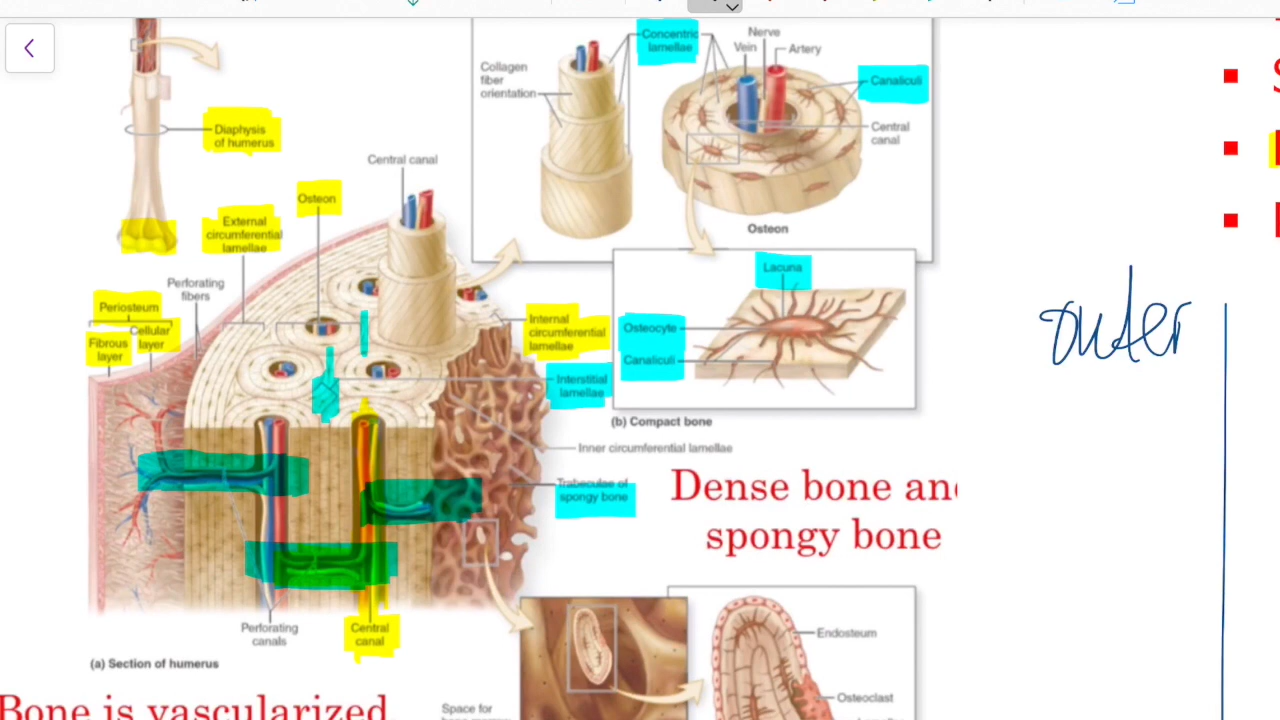 Concentric
lamellae
Nerve
Vein
Artery
Collagen
fiber
orientation
Canaliculi
Central
canal
Diaphysis
of humerus
Central canal
Osteon
External
circumferential
lamellae
Osteon
Perforating
fibers
Lacuna
Periosteum
Cellular
layer
Fibrous
layer
Internal
circumferential
lamellae
Osteocyte
Canaliculi
outer
Interstitial
lamellae
(b) Compact bone
Inner circumferential lamellae
Trabeculae of
spongy bone
Dense bone and
spongy bone
Perforating
canals
Central
canal
Endosteum
(a) Section of humerus
Osteoclast
Bone is vascularized.
Space for